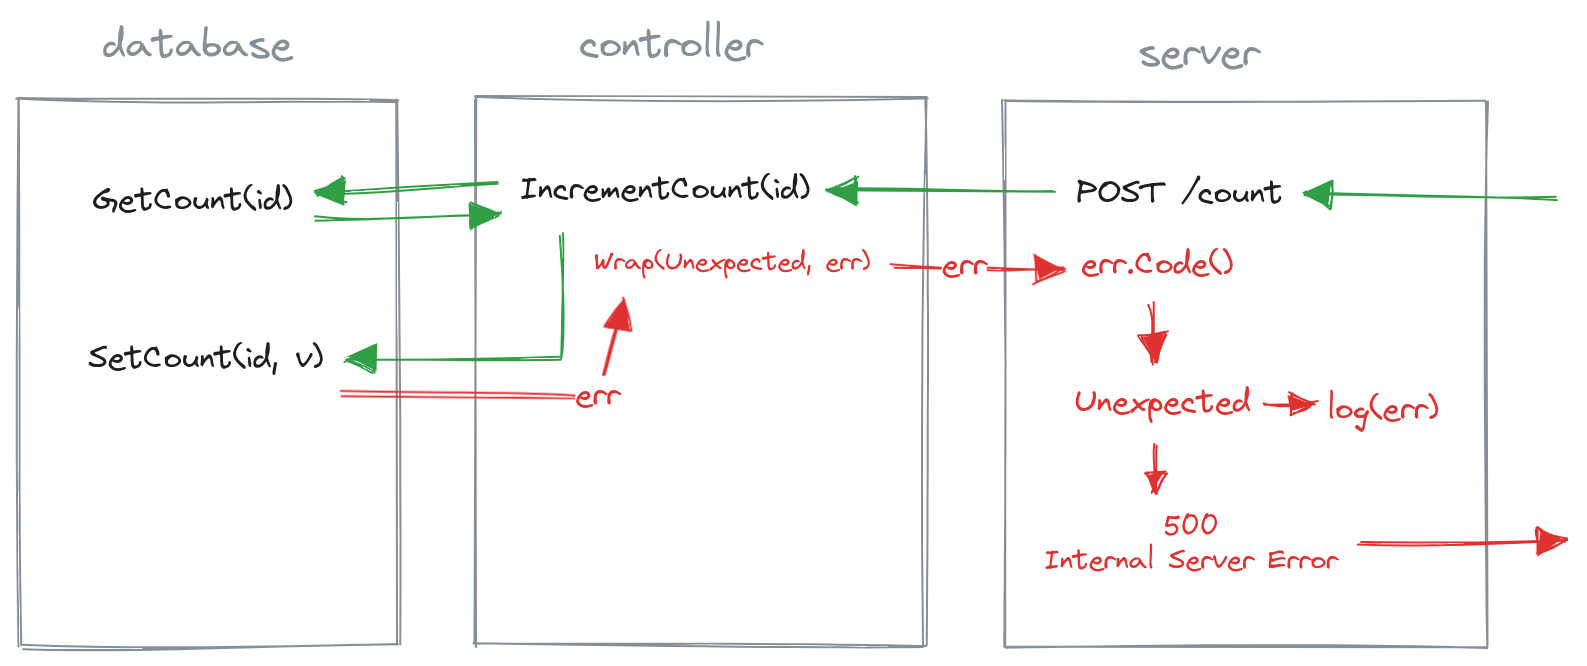 database
controller
server
GetCount(id)
IncrementCount(id)
POST /count
Wrap(Unexpected, err)
err
err.Code()
SetCount(id, v)
err
Unexpected
log(err)
500
Internal Server Error